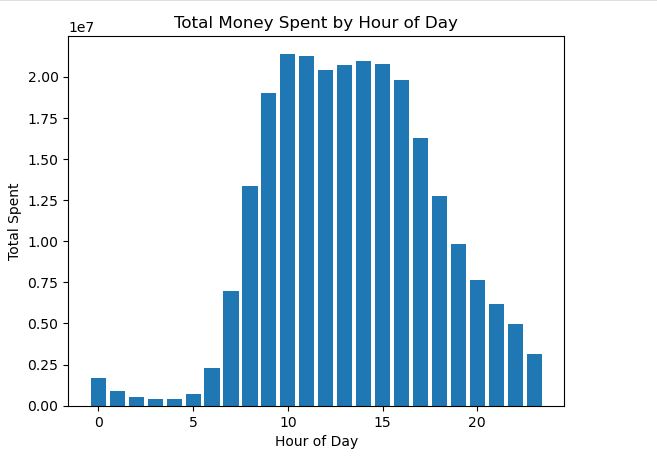 Total Money Spent by Hour of Day
1e7
2.00
1.75
1.50
1.25
1.00
0.75
0.50
0.25
0.00
Total Spent
0 5 10 15 20
Hour of Day